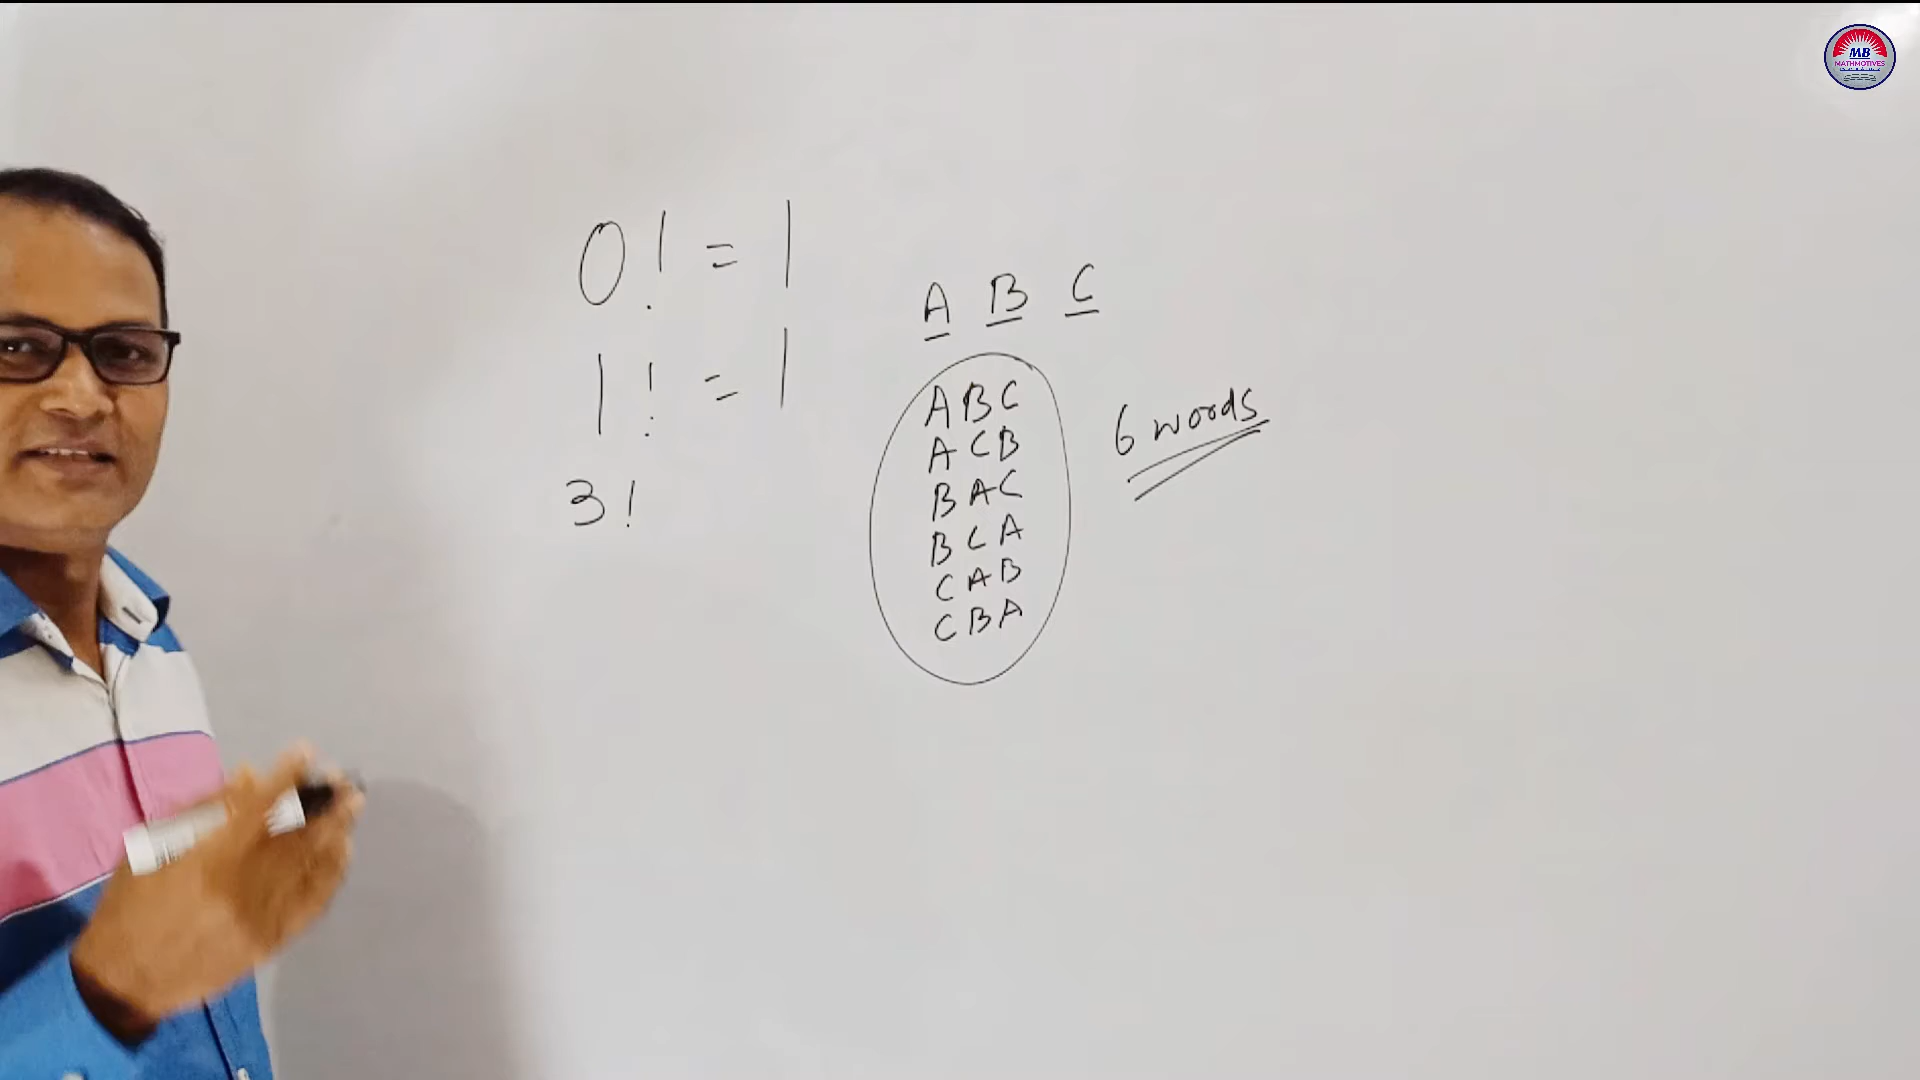 MB
MATHMOTIVES
0! = 1
1! = 1
3!
A B C
ABC
ACB
BAC
BCA
CAB
CBA
6 words